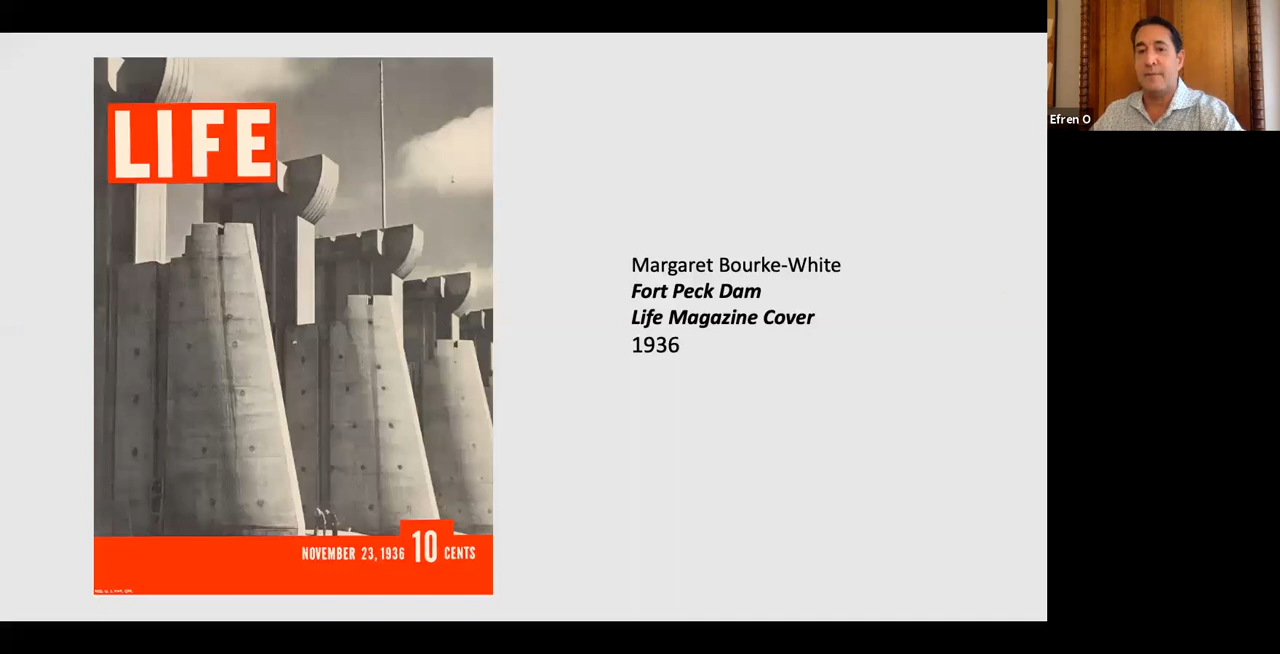 LIFE
NOVEMBER 23, 1936 10 CENTS
Margaret Bourke-White
Fort Peck Dam
Life Magazine Cover
1936
Efren O